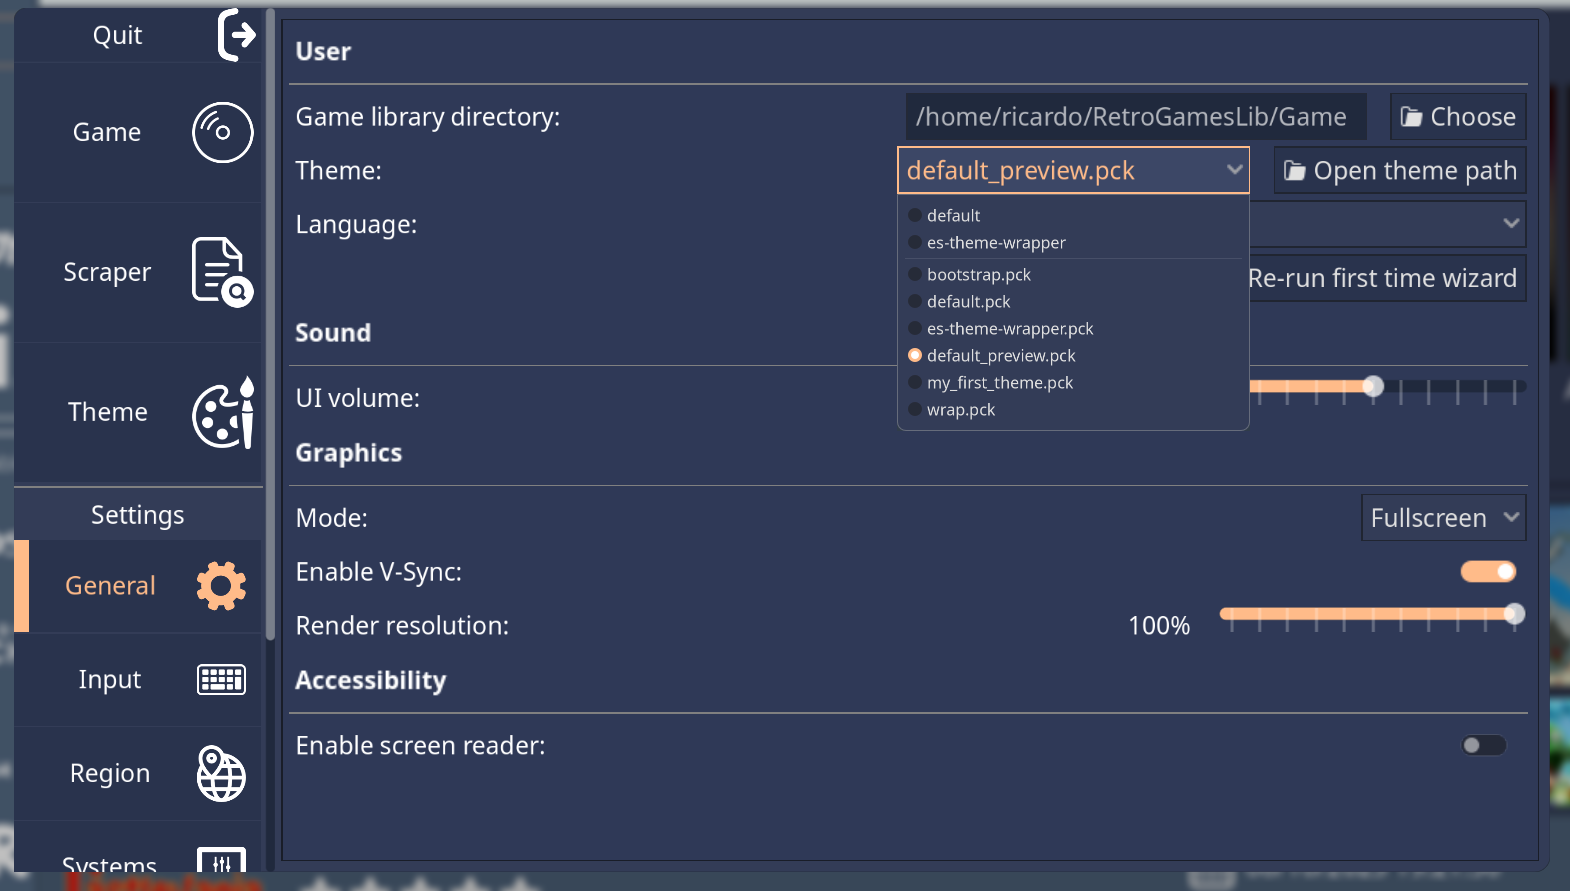 Quit
Game
Scraper
Theme
Settings
General
Input
Region
Systems
User
Game library directory:
/home/ricardo/RetroGamesLib/Game
Choose
Theme:
default_preview.pck
Open theme path
default
es-theme-wrapper
bootstrap.pck
default.pck
es-theme-wrapper.pck
default_preview.pck
my_first_theme.pck
wrap.pck
Language:
Re-run first time wizard
Sound
UI volume:
Graphics
Mode:
Fullscreen
Enable V-Sync:
Render resolution:
100%
Accessibility
Enable screen reader: